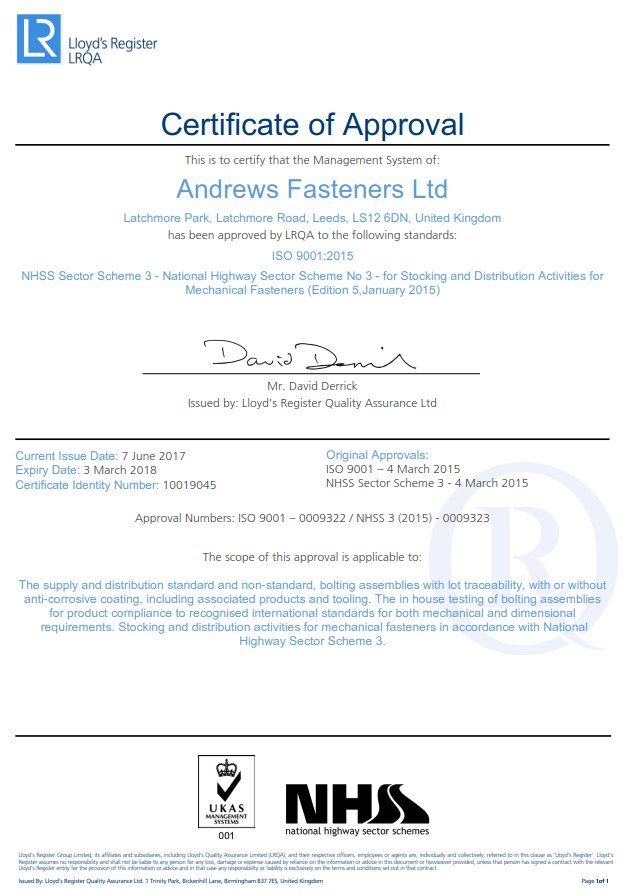 LR
Lloyd's Register
LRQA
Certificate of Approval
This is to certify that the Management System of:
Andrews Fasteners Ltd
Latchmore Park, Latchmore Road, Leeds, LS12 6DN, United Kingdom
has been approved by LRQA to the following standards:
ISO 9001:2015
NHSS Sector Scheme 3 - National Highway Sector Scheme No 3 - for Stocking and Distribution Activities for
Mechanical Fasteners (Edition 5,January 2015)
David Derrick
Mr. David Derrick
Issued by: Lloyd's Register Quality Assurance Ltd
Current Issue Date: 7 June 2017
Expiry Date: 3 March 2018
Certificate Identity Number: 10019045
Original Approvals:
ISO 9001 – 4 March 2015
NHSS Sector Scheme 3 - 4 March 2015
Approval Numbers: ISO 9001 – 0009322 / NHSS 3 (2015) - 0009323
The scope of this approval is applicable to:
The supply and distribution standard and non-standard, bolting assemblies with lot traceability, with or without
anti-corrosive coating, including associated products and tooling. The in house testing of bolting assemblies
for product compliance to recognised international standards for both mechanical and dimensional
requirements. Stocking and distribution activities for mechanical fasteners in accordance with National
Highway Sector Scheme 3.
R
UKAS
MANAGEMENT
SYSTEMS
001
NHSS
national highway sector schemes
Lloyd's Register Group Limited, its affiliates and subsidiaries, including Lloyd's Register Quality Assurance Limited (LRQA), and their respective officers, employees or agents are, individually and collectively, referred to in this clause as 'Lloyd's Register'. Lloyd's
Register assumes no responsibility and shall not be liable to any person for any loss, damage or expense caused by reliance on the information or advice in this document or howsoever provided, unless that person has signed a contract with the relevant
Lloyd's Register entity for the provision of this information or advice and in that case any responsibility or liability is exclusively on the terms and conditions set out in that contract.
Issued By: Lloyd's Register Quality Assurance Ltd. 1 Trinity Park, Bickenhill Lane, Birmingham B37 7ES, United Kingdom
Page 1of 1